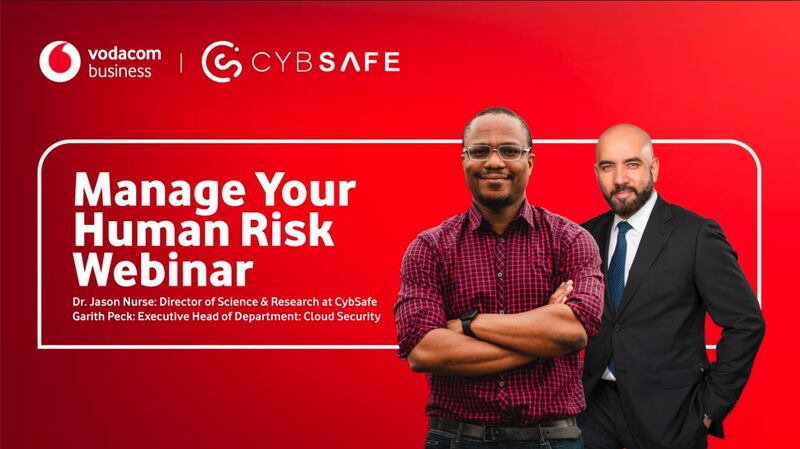 vodacom
business
CYBSAFE
Manage Your
Human Risk
Webinar
Dr. Jason Nurse: Director of Science & Research at CybSafe
Garith Peck: Executive Head of Department: Cloud Security